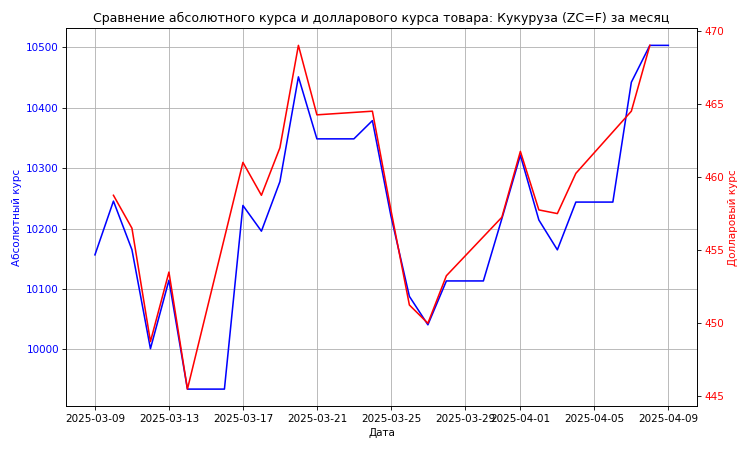 Сравнение абсолютного курса и долларового курса товара: Кукуруза (ZC=F) за месяц
10500
10400
10300
10200
10100
10000
Абсолютный курс
470
465
460
455
450
445
Долларовый курс
2025-03-09 2025-03-13 2025-03-17 2025-03-21 2025-03-25 2025-03-29 2025-04-01 2025-04-05 2025-04-09
Дата